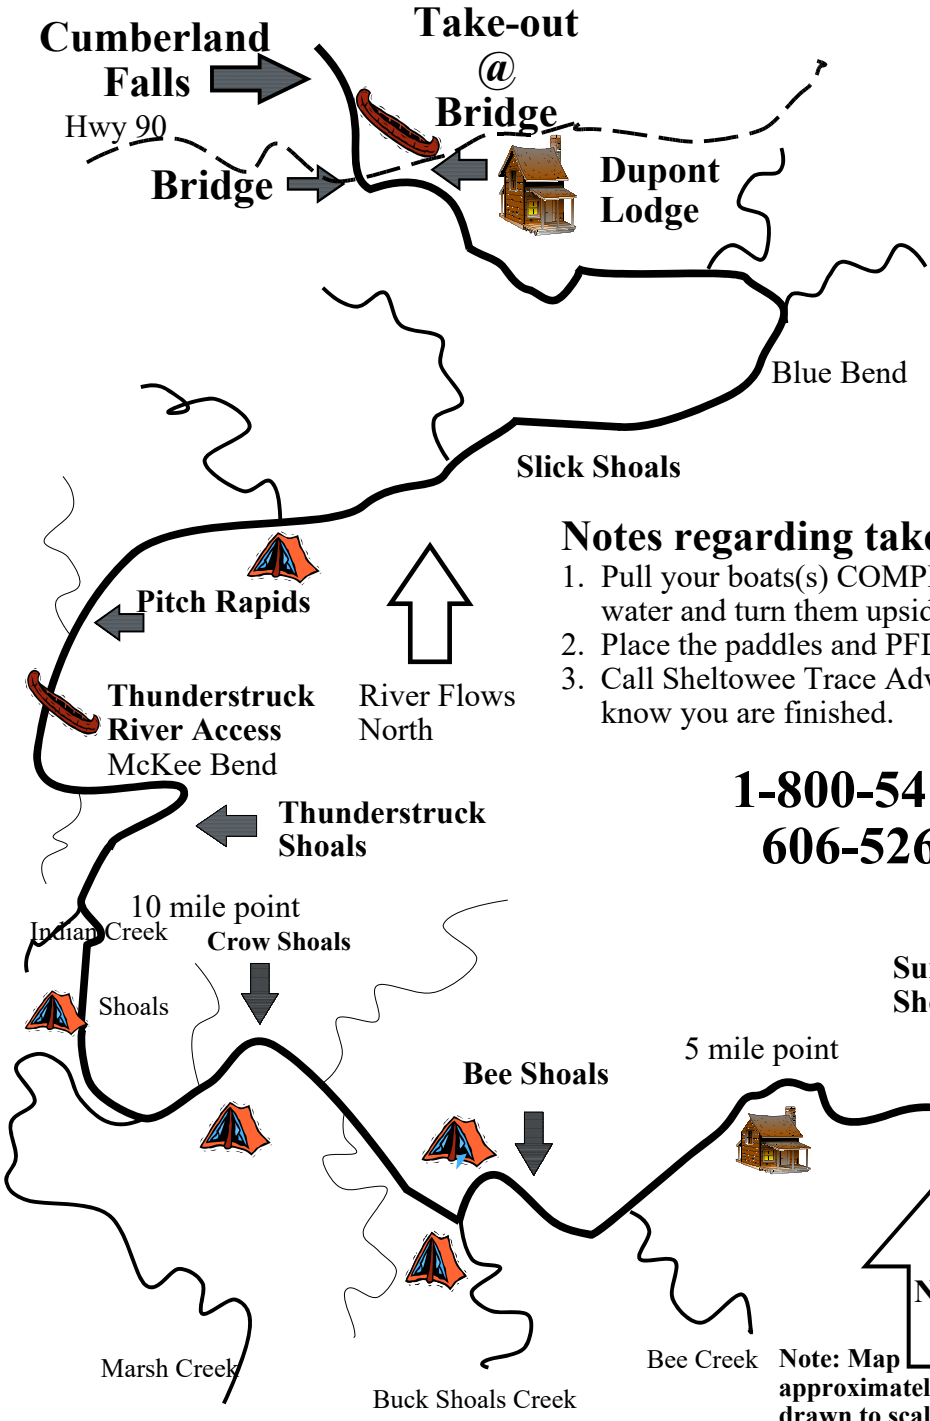 Cumberland
Falls
Take-out
@
Bridge
Hwy 90
Bridge
Dupont
Lodge
Blue Bend
Slick Shoals
Notes regarding take
1. Pull your boats(s) COMP
water and turn them upsid
2. Place the paddles and PF
3. Call Sheltowee Trace Adv
know you are finished.
Pitch Rapids
Thunderstruck
River Access
McKee Bend
River Flows
North
1-800-54
606-526
Thunderstruck
Shoals
10 mile point
Indian Creek
Crow Shoals
Shoals
Su
Sh
5 mile point
Bee Shoals
N
Marsh Creek
Buck Shoals Creek
Bee Creek
Note: Map
approximatel
drawn to scal